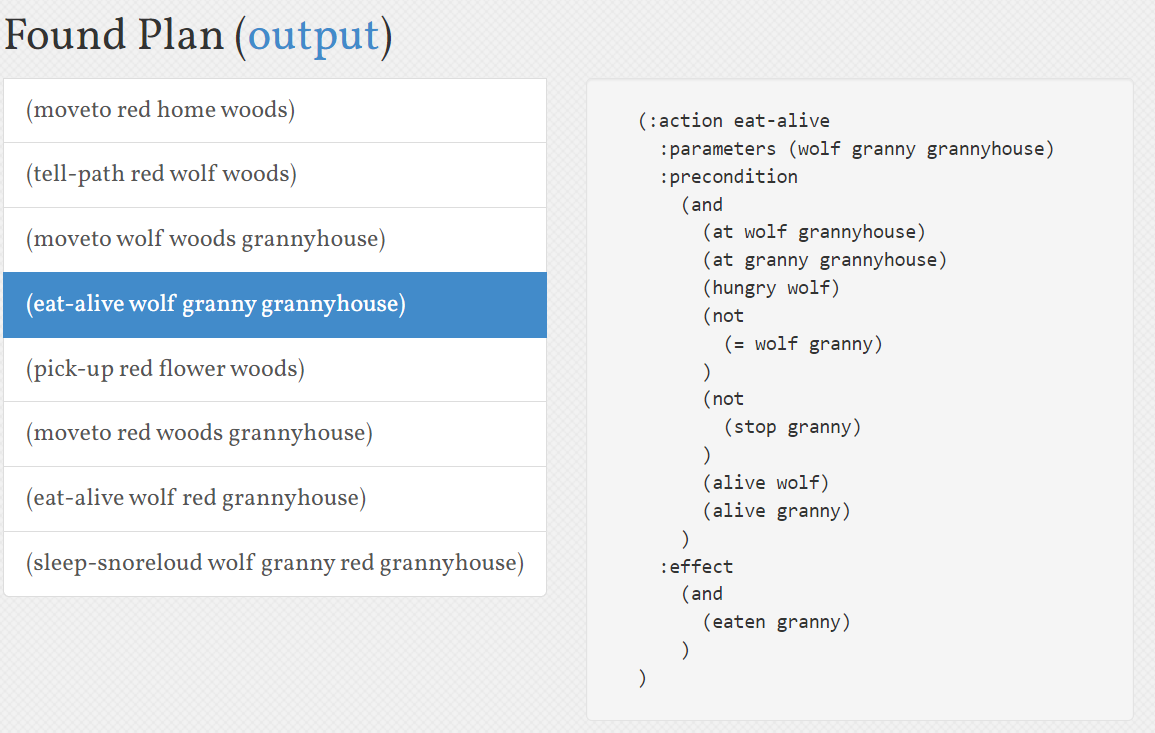 Found Plan (output)
(moveto red home woods)
(tell-path red wolf woods)
(moveto wolf woods grannyhouse)
(eat-alive wolf granny grannyhouse)
(pick-up red flower woods)
(moveto red woods grannyhouse)
(eat-alive wolf red grannyhouse)
(sleep-snoreloud wolf granny red grannyhouse)
(:action eat-alive
  :parameters (wolf granny grannyhouse)
  :precondition
    (and
      (at wolf grannyhouse)
      (at granny grannyhouse)
      (hungry wolf)
      (not
        (= wolf granny)
      )
      (not
        (stop granny)
      )
      (alive wolf)
      (alive granny)
    )
  :effect
    (and
      (eaten granny)
    )
)